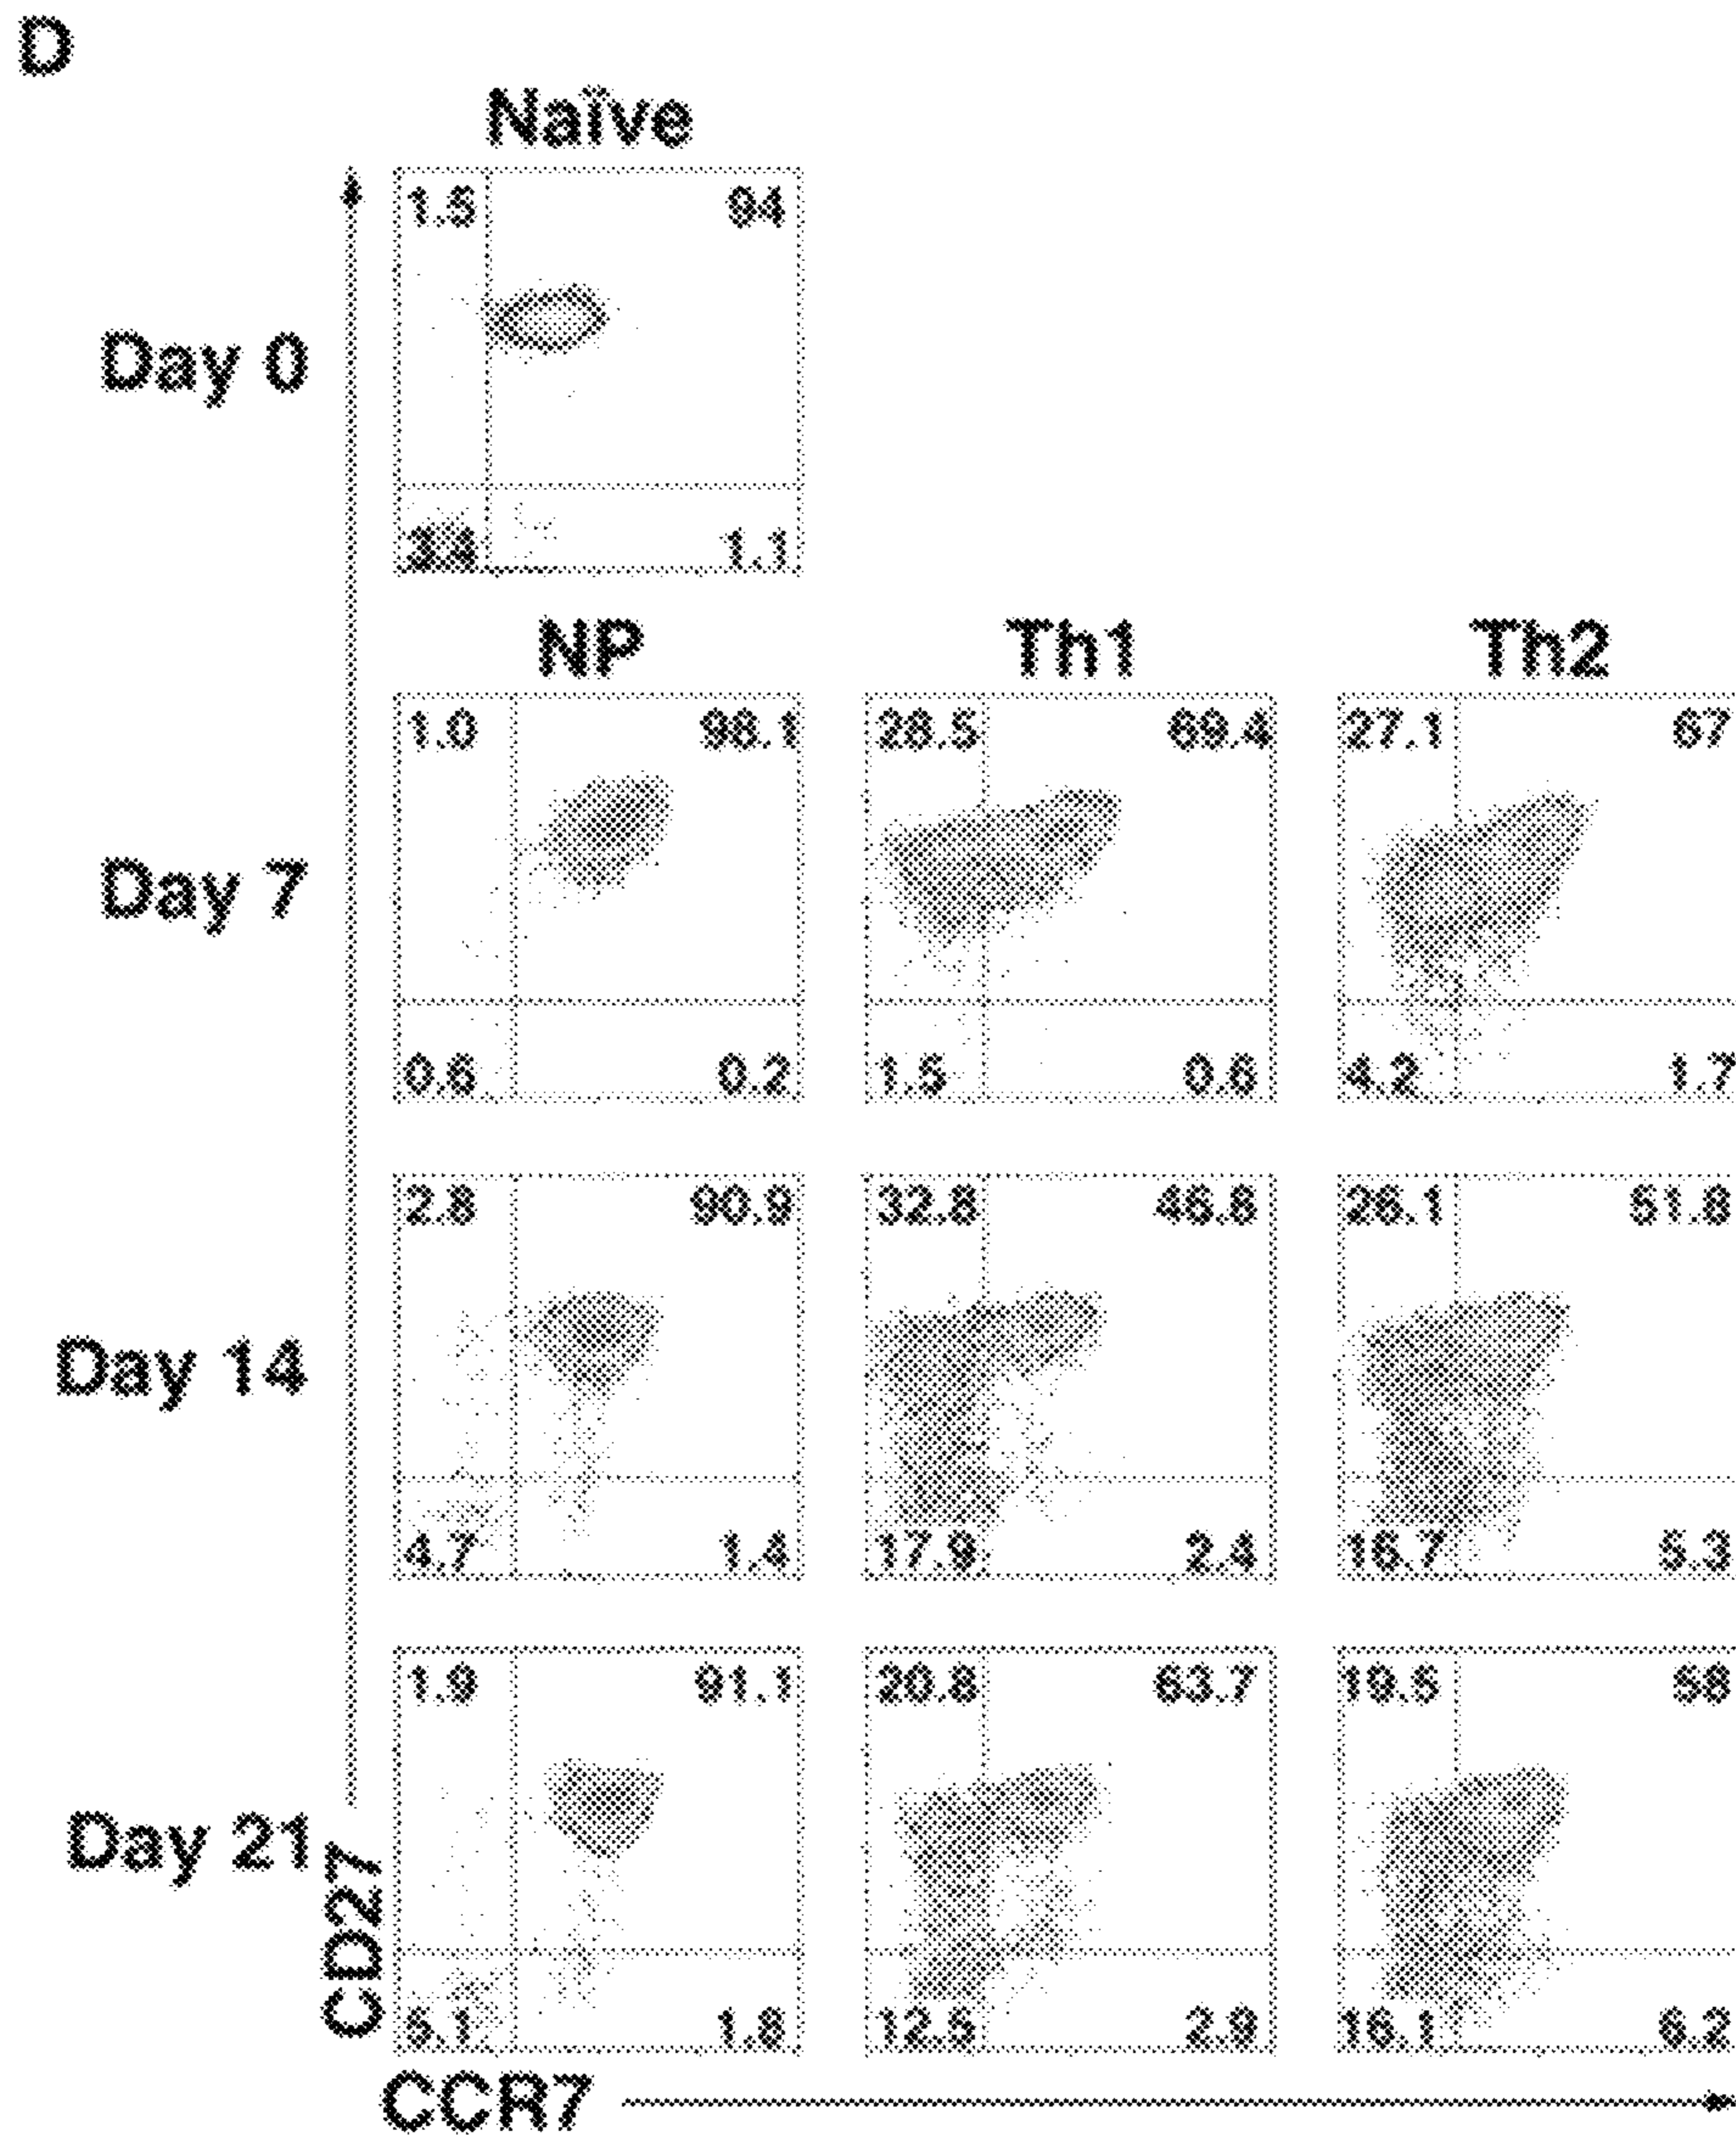 D
Naïve
Day 0
1.5 94
3.4 1.1
NP Th1 Th2
Day 7
1.0 98.1 28.5 69.4 27.1 67
0.6 0.2 1.5 0.6 4.2 1.7
Day 14
2.8 90.9 32.8 46.8 26.1 51.8
4.7 1.4 17.9 2.4 16.7 5.3
Day 21
1.9 91.1 20.8 63.7 19.5 58
5.1 1.8 12.5 2.9 16.1 6.2
CD27
CCR7